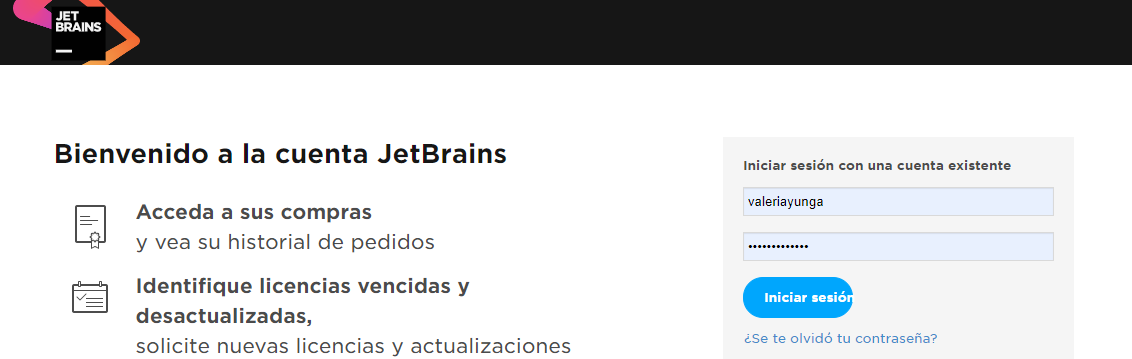 JET
BRAINS
Bienvenido a la cuenta JetBrains
Acceda a sus compras
y vea su historial de pedidos
Identifique licencias vencidas y
desactualizadas,
solicite nuevas licencias y actualizaciones
Iniciar sesión con una cuenta existente
valeriayunga
•••••••••••••
Iniciar sesión
¿Se te olvidó tu contraseña?